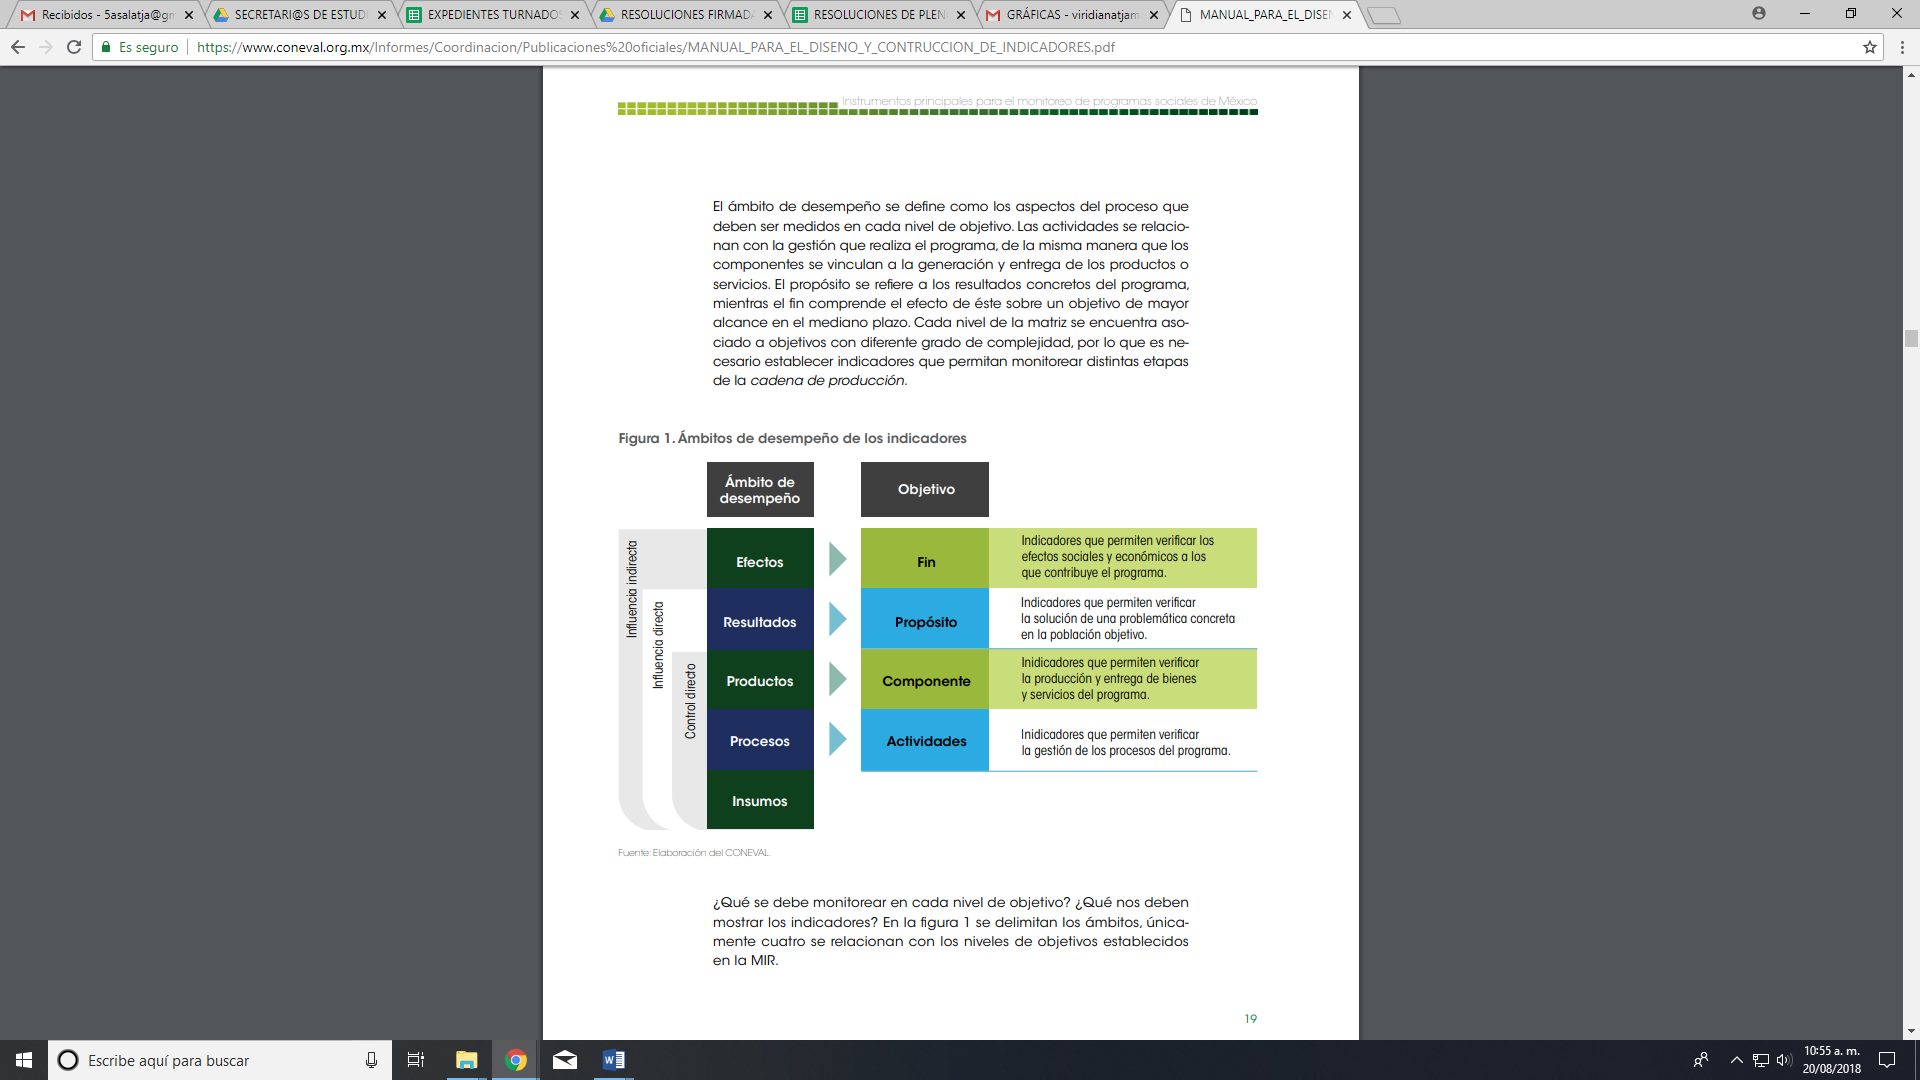 Recibidos - 5asalatja@gm
SECRETARI@S DE ESTUDI
EXPEDIENTES TURNADOS
RESOLUCIONES FIRMADA
RESOLUCIONES DE PLEN
GRÁFICAS - viridianatjam
MANUAL_PARA_EL_DISEN
Es seguro
https://www.coneval.org.mx/Informes/Coordinacion/Publicaciones%20oficiales/MANUAL_PARA_EL_DISENO_Y_CONTRUCCION_DE_INDICADORES.pdf
Instrumentos principales para el monitoreo de programas sociales de México
El ámbito de desempeño se define como los aspectos del proceso que
deben ser medidos en cada nivel de objetivo. Las actividades se relacio-
nan con la gestión que realiza el programa, de la misma manera que los
componentes se vinculan a la generación y entrega de los productos o
servicios. El propósito se refiere a los resultados concretos del programa,
mientras el fin comprende el efecto de éste sobre un objetivo de mayor
alcance en el mediano plazo. Cada nivel de la matriz se encuentra aso-
ciado a objetivos con diferente grado de complejidad, por lo que es ne-
cesario establecer indicadores que permitan monitorear distintas etapas
de la cadena de producción.
Figura 1. Ámbitos de desempeño de los indicadores
Ámbito de
desempeño
Objetivo
Influencia indirecta
Influencia directa
Control directo
Efectos
Fin
Indicadores que permiten verificar los
efectos sociales y económicos a los
que contribuye el programa.
Resultados
Propósito
Indicadores que permiten verificar
la solución de una problemática concreta
en la población objetivo.
Productos
Componente
Inidicadores que permiten verificar
la producción y entrega de bienes
y servicios del programa.
Procesos
Actividades
Inidicadores que permiten verificar
la gestión de los procesos del programa.
Insumos
Fuente: Elaboración del CONEVAL.
¿Qué se debe monitorear en cada nivel de objetivo? ¿Qué nos deben
mostrar los indicadores? En la figura 1 se delimitan los ámbitos, única-
mente cuatro se relacionan con los niveles de objetivos establecidos
en la MIR.
19
Escribe aquí para buscar
10:55 a. m.
20/08/2018